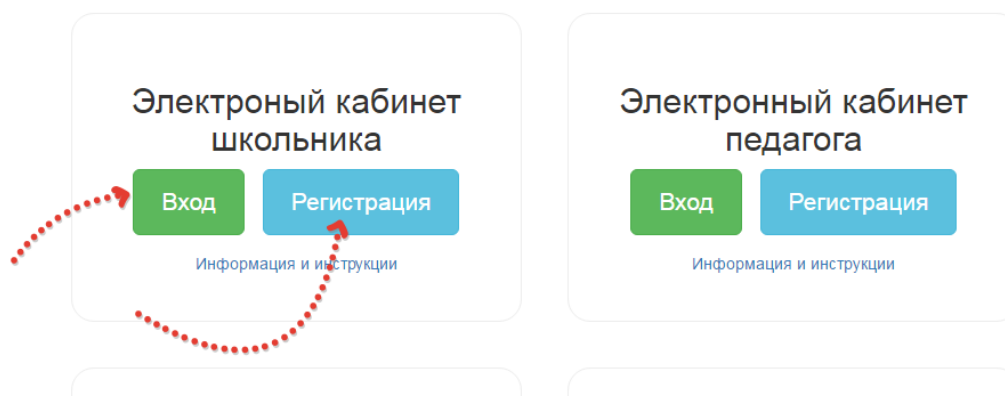 Электроный кабинет
школьника
Вход
Регистрация
Информация и инструкции
Электронный кабинет
педагога
Вход
Регистрация
Информация и инструкции